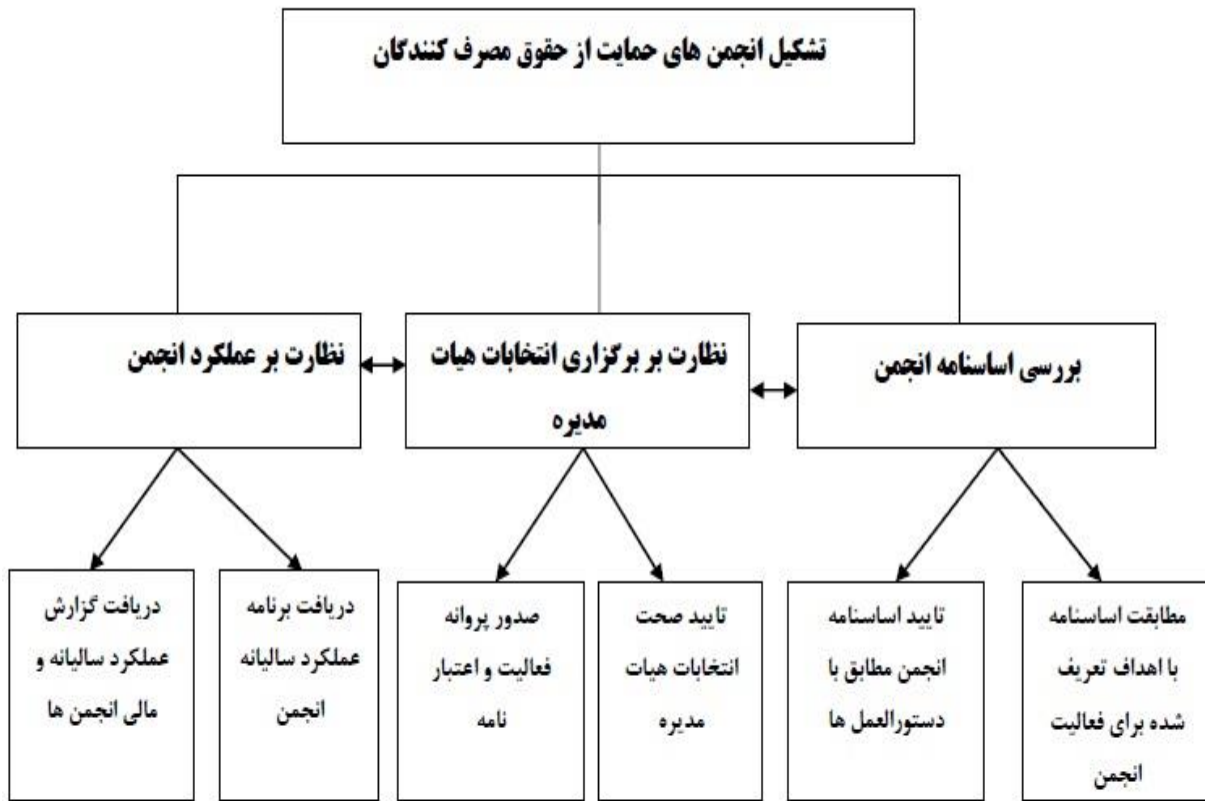 تشکیل انجمن های حمایت از حقوق مصرف کنندگان
بررسی اساسنامه انجمن
نظارت بر برگزاری انتخابات هیات
مدیره
نظارت بر عملکرد انجمن
مطابقت اساسنامه
با اهداف تعریف
شده برای فعالیت
انجمن
تایید اساسنامه
انجمن مطابق با
دستورالعمل ها
تایید صحت
انتخابات هیات
مدیره
صدور پروانه
فعالیت و اعتبار
نامه
دریافت برنامه
عملکرد سالیانه
انجمن
دریافت گزارش
عملکرد سالیانه و
مالی انجمن ها